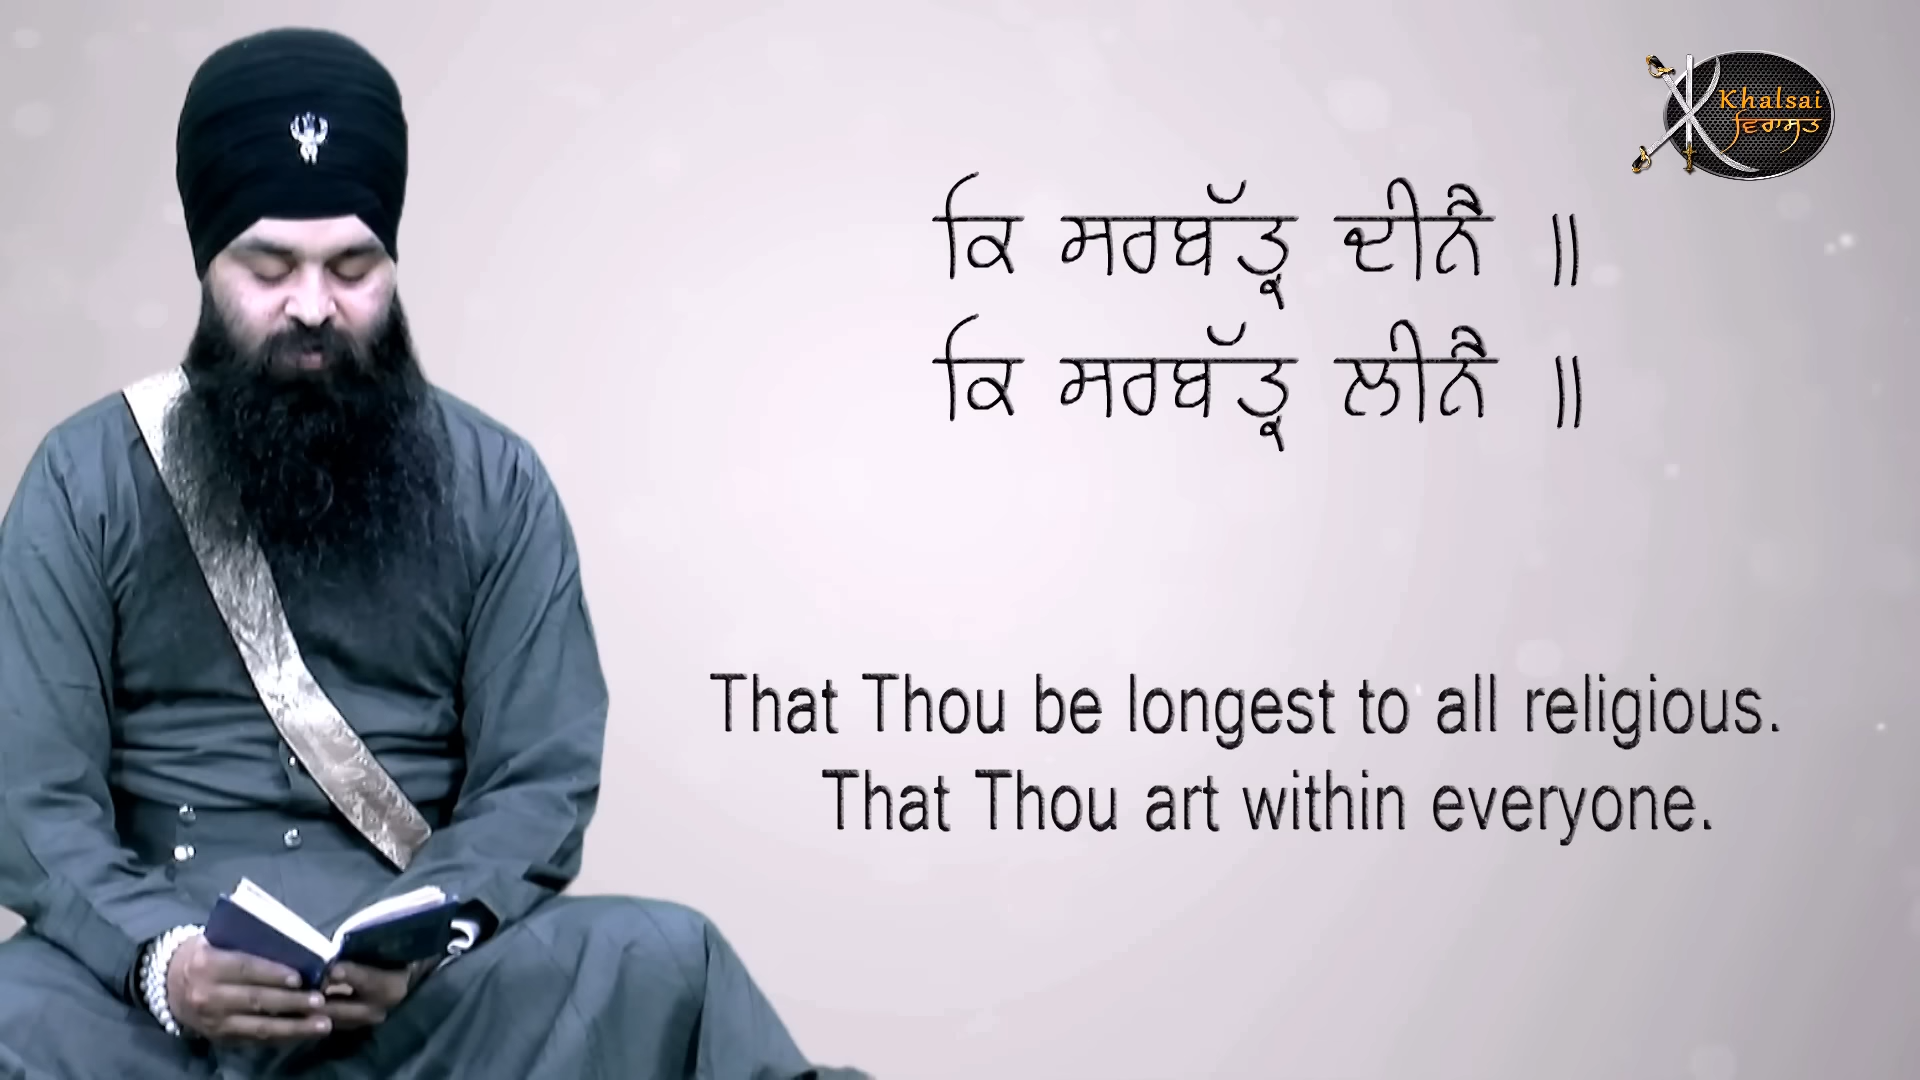 Khalsai
ਵਿਰਾਸਤ
ਕਿ ਸਰਬੱਤ੍ਰ ਦੀਨੈ ॥
ਕਿ ਸਰਬੱਤ੍ਰ ਲੀਨੈ ॥
That Thou be longest to all religious.
That Thou art within everyone.